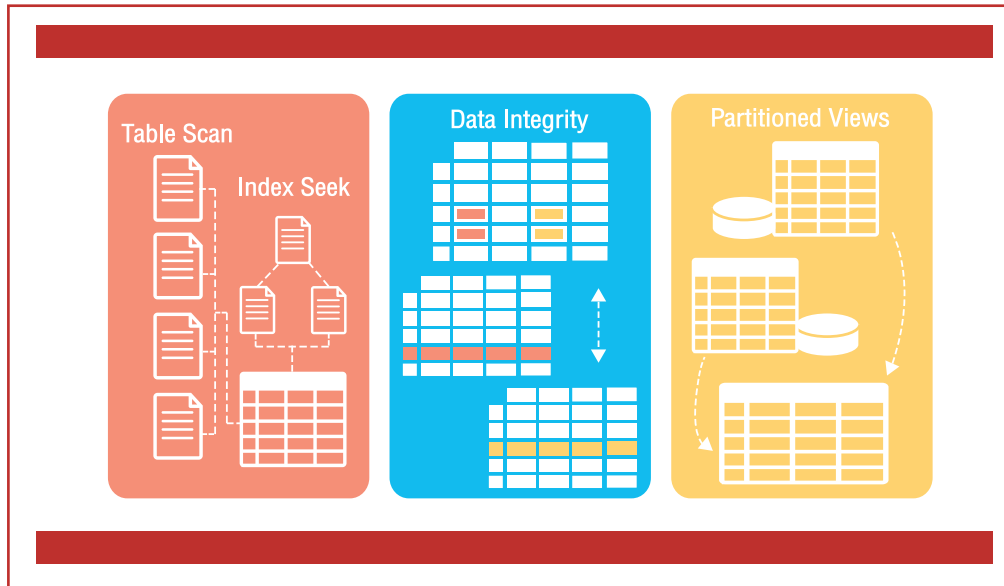 Table Scan
Index Seek
Data Integrity
Partitioned Views